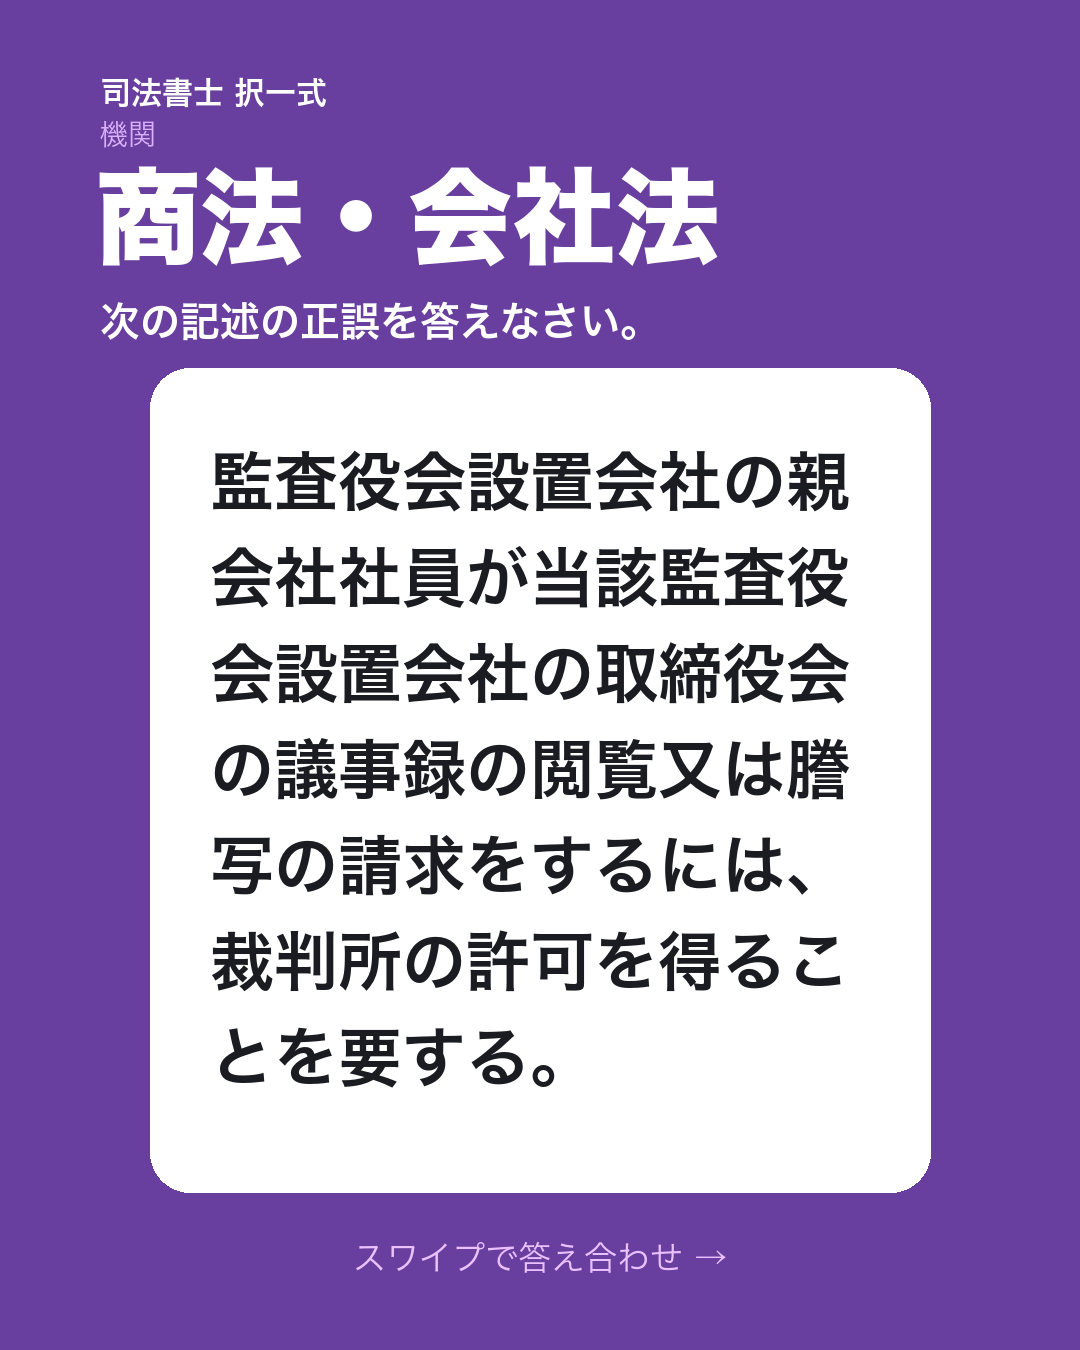 司法書士 択一式
機関
商法・会社法
次の記述の正誤を答えなさい。
監査役会設置会社の親
会社社員が当該監査役
会設置会社の取締役会
の議事録の閲覧又は謄
写の請求をするには、
裁判所の許可を得るこ
とを要する。
スワイプで答え合わせ →